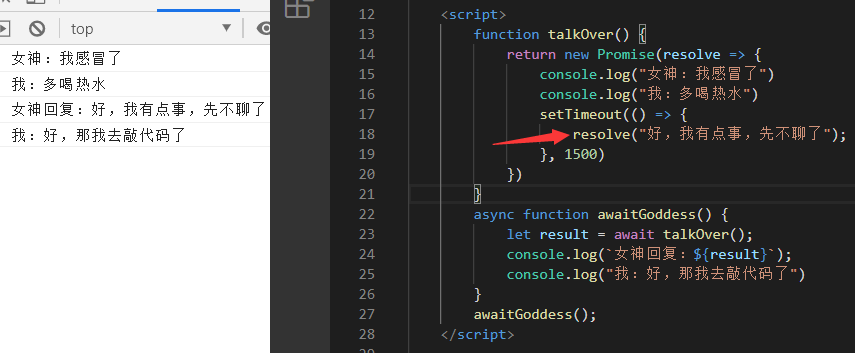 top
女神：我感冒了
我：多喝热水
女神回复：好，我有点事，先不聊了
我：好，那我去敲代码了
12 <script>
13 function talkOver() {
14 return new Promise(resolve => {
15 console.log("女神：我感冒了")
16 console.log("我：多喝热水")
17 setTimeout(() => {
18 resolve("好，我有点事，先不聊了");
19 }, 1500)
20 })
21 }
22 async function awaitGoddess() {
23 let result = await talkOver();
24 console.log(`女神回复：${result}`);
25 console.log("我：好，那我去敲代码了")
26 }
27 awaitGoddess();
28 </script>